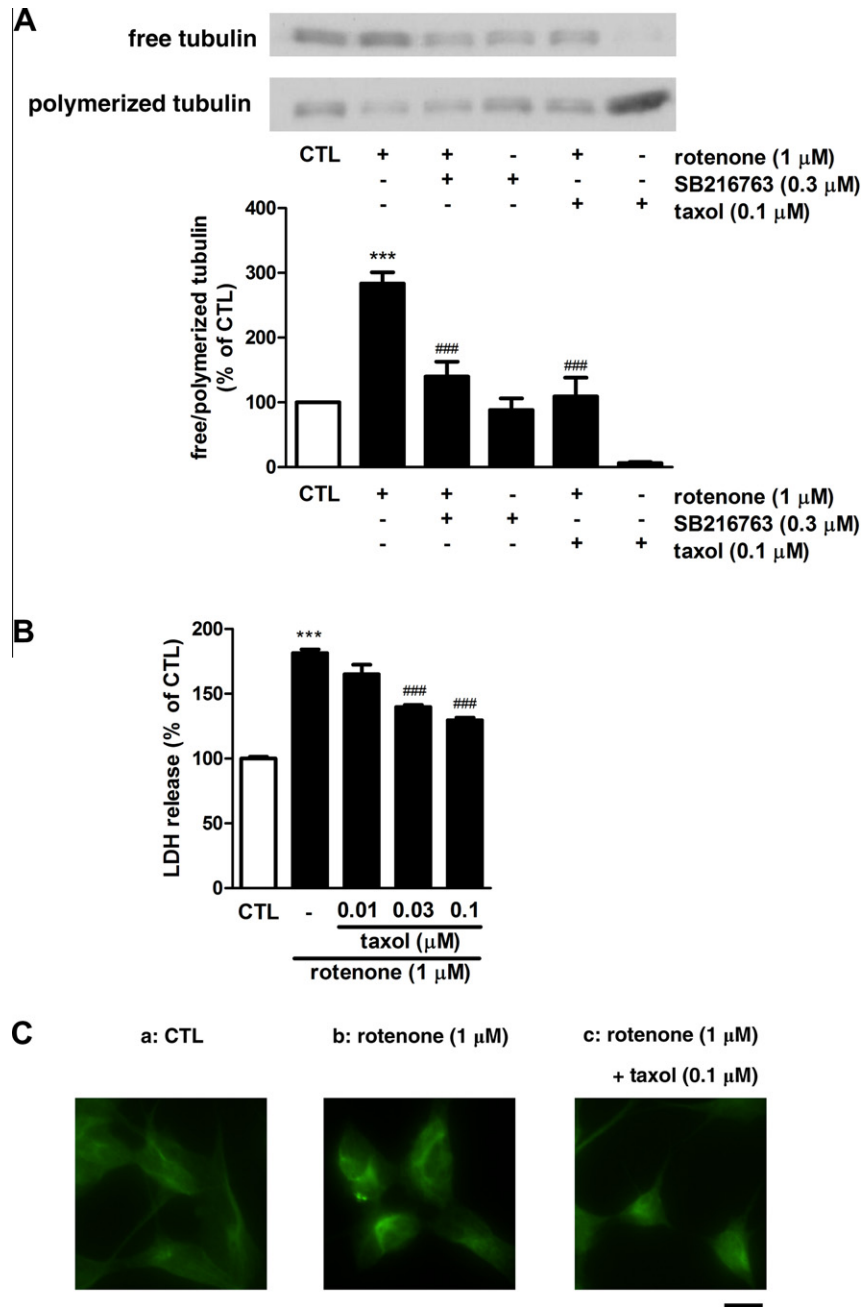 A
free tubulin
polymerized tubulin
CTL + + - + - rotenone (1 μM)
- + + - - SB216763 (0.3 μM)
- - - + + taxol (0.1 μM)
free/polymerized tubulin
(% of CTL)
400
300
200
100
0
***
###
###
CTL + + - + - rotenone (1 μM)
- + + - - SB216763 (0.3 μM)
- - - + + taxol (0.1 μM)
B
LDH release (% of CTL)
200
150
100
50
0
***
###
###
CTL - 0.01 0.03 0.1
taxol (μM)
rotenone (1 μM)
C
a: CTL
b: rotenone (1 μM)
c: rotenone (1 μM)
+ taxol (0.1 μM)